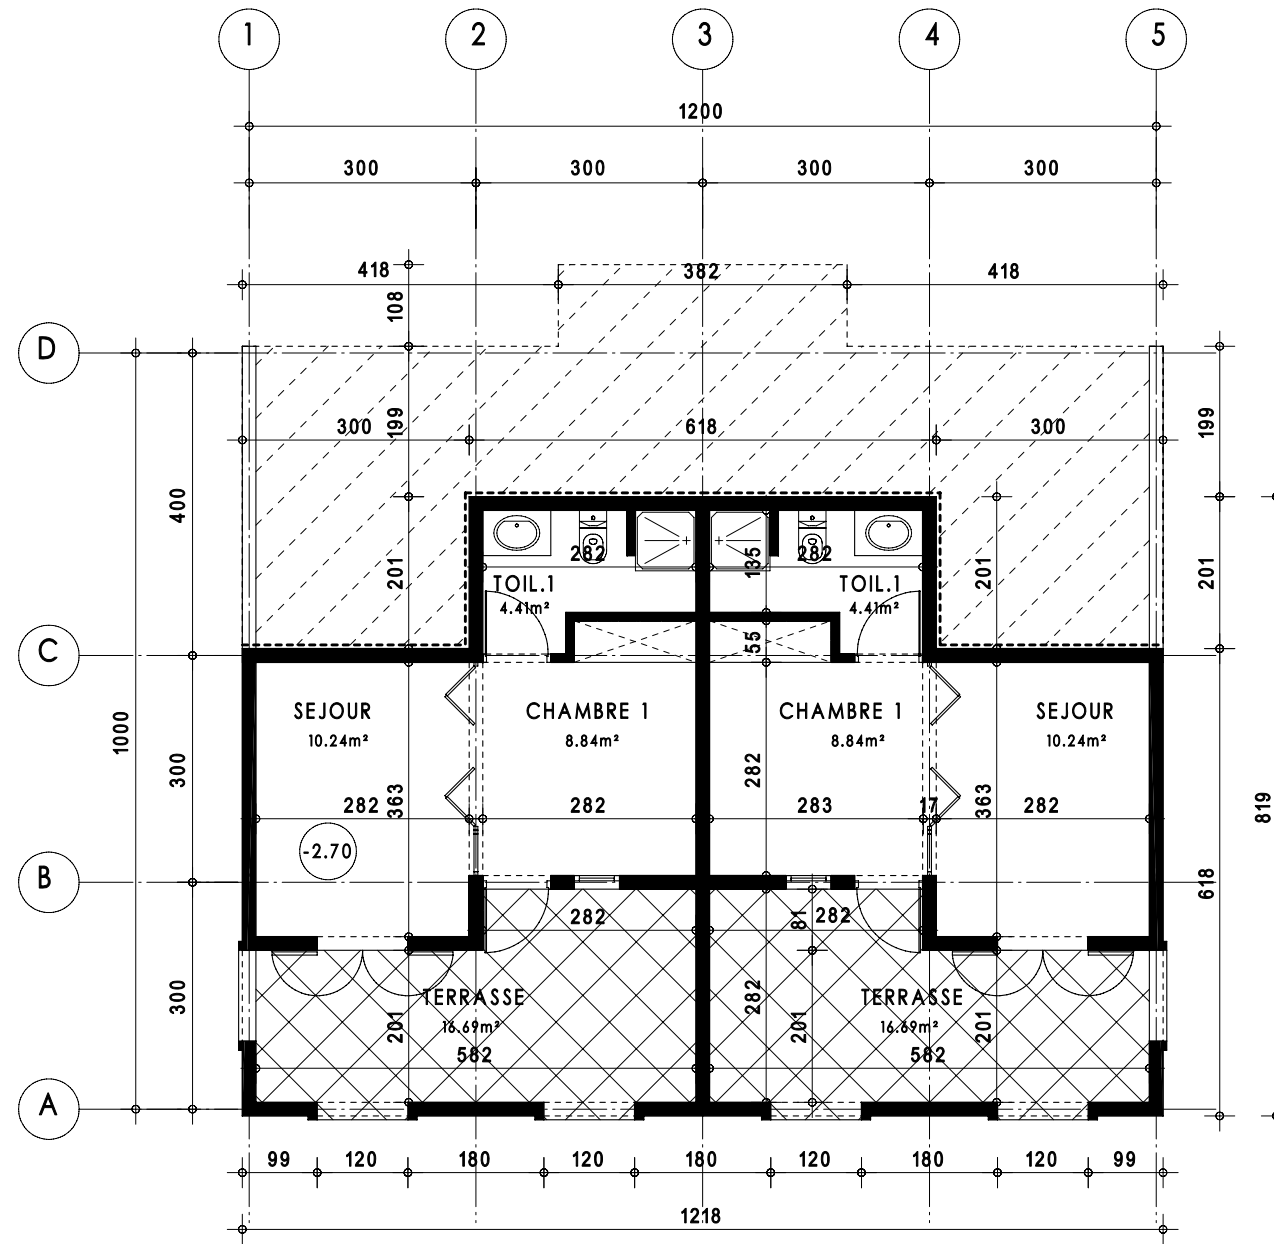 1 2 3 4 5
1200
300 300 300 300
418 382 418
108
D
300 199 618 300 199
400
201 282 135 282 201 201
TOIL.1 TOIL.1
4.41m² 4.41m²
C
55
SEJOUR CHAMBRE 1 CHAMBRE 1 SEJOUR
10.24m² 8.84m² 8.84m² 10.24m²
1000 300 282
282 363 282 283 17 363 282 819
-2.70
B
618
282 81 282
300
TERRASSE 282 TERRASSE
16.69m² 16.69m²
201 201 201
582 582
A
99 120 180 120 180 120 180 120 99
1218